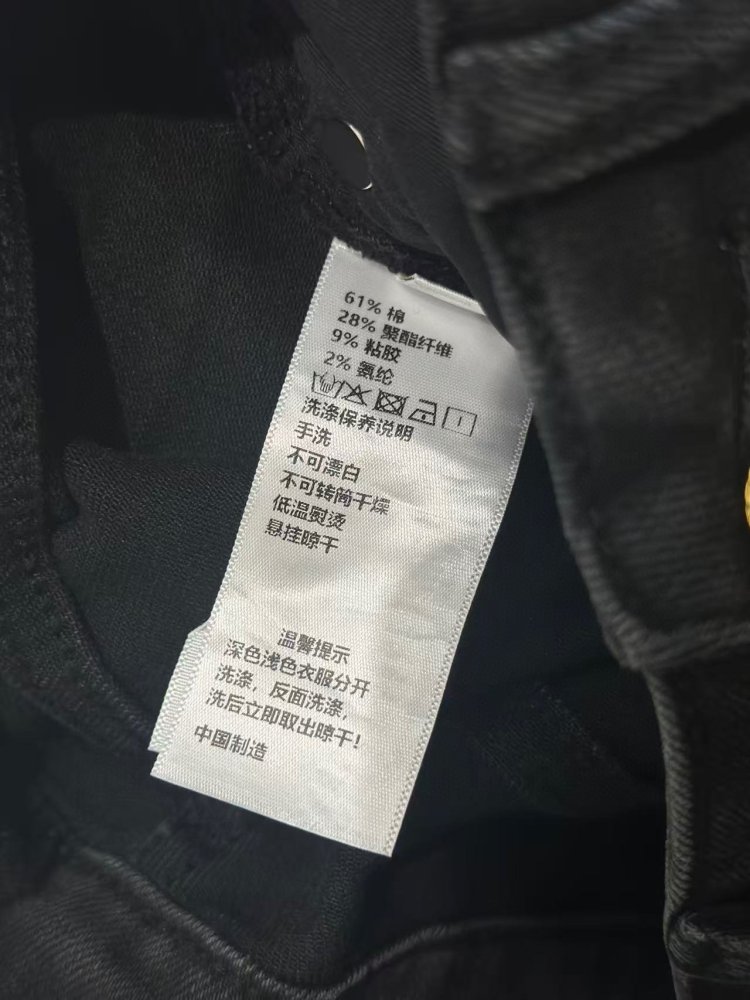 61% 棉
28% 聚酯纤维
9% 粘胶
2% 氨纶
洗涤保养说明
手洗
不可漂白
不可转筒干燥
低温熨烫
悬挂晾干
温馨提示
深色浅色衣服分开
洗涤，反面洗涤，
洗后立即取出晾干！
中国制造